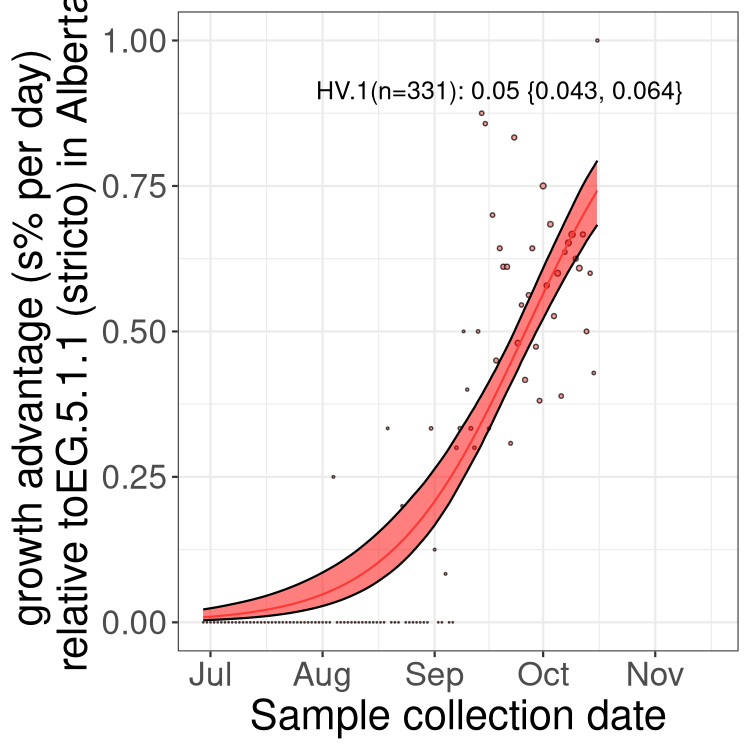 growth advantage (s% per day)
relative toEG.5.1.1 (stricto) in Alberta
1.00
0.75
0.50
0.25
0.00
HV.1(n=331): 0.05 {0.043, 0.064}
Jul Aug Sep Oct Nov
Sample collection date